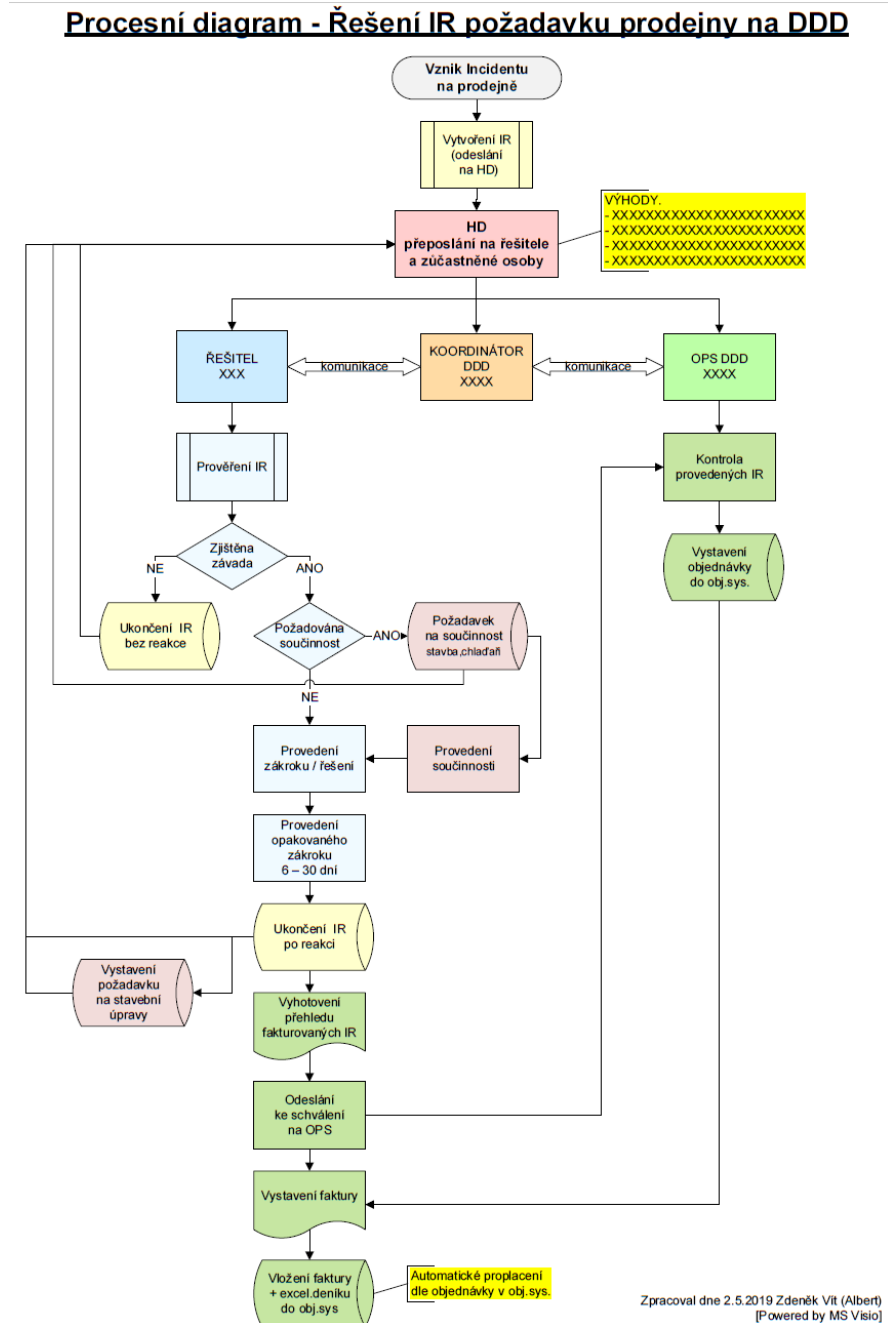 Procesní diagram - Řešení IR požadavku prodejny na DDD
Vznik Incidentu
na prodejně
Vytvoření IR
(odeslání
na HD)
HD
přeposlání na řešitele
a zúčastněné osoby
VÝHODY.
- XXXXXXXXXXXXXXXXXXXXXX
- XXXXXXXXXXXXXXXXXXXXXX
- XXXXXXXXXXXXXXXXXXXXXX
- XXXXXXXXXXXXXXXXXXXXXX
ŘEŠITEL
XXX
komunikace
KOORDINÁTOR
DDD
XXXX
komunikace
OPS DDD
XXXX
Prověření IR
Kontrola
provedených IR
Zjištěna
závada
NE
ANO
Vystavení
objednávky
do obj.sys.
Ukončení IR
bez reakce
Požadována
součinnost
ANO
Požadavek
na součinnost
stavba,chlaďaři
NE
Provedení
zákroku / řešení
Provedení
součinnosti
Provedení
opakovaného
zákroku
6 – 30 dní
Ukončení IR
po reakci
Vystavení
požadavku
na stavební
úpravy
Vyhotovení
přehledu
fakturovaných IR
Odeslání
ke schválení
na OPS
Vystavení faktury
Vložení faktury
+ excel.deníku
do obj.sys
Automatické proplacení
dle objednávky v obj.sys.
Zpracoval dne 2.5.2019 Zdeněk Vít (Albert)
[Powered by MS Visio]